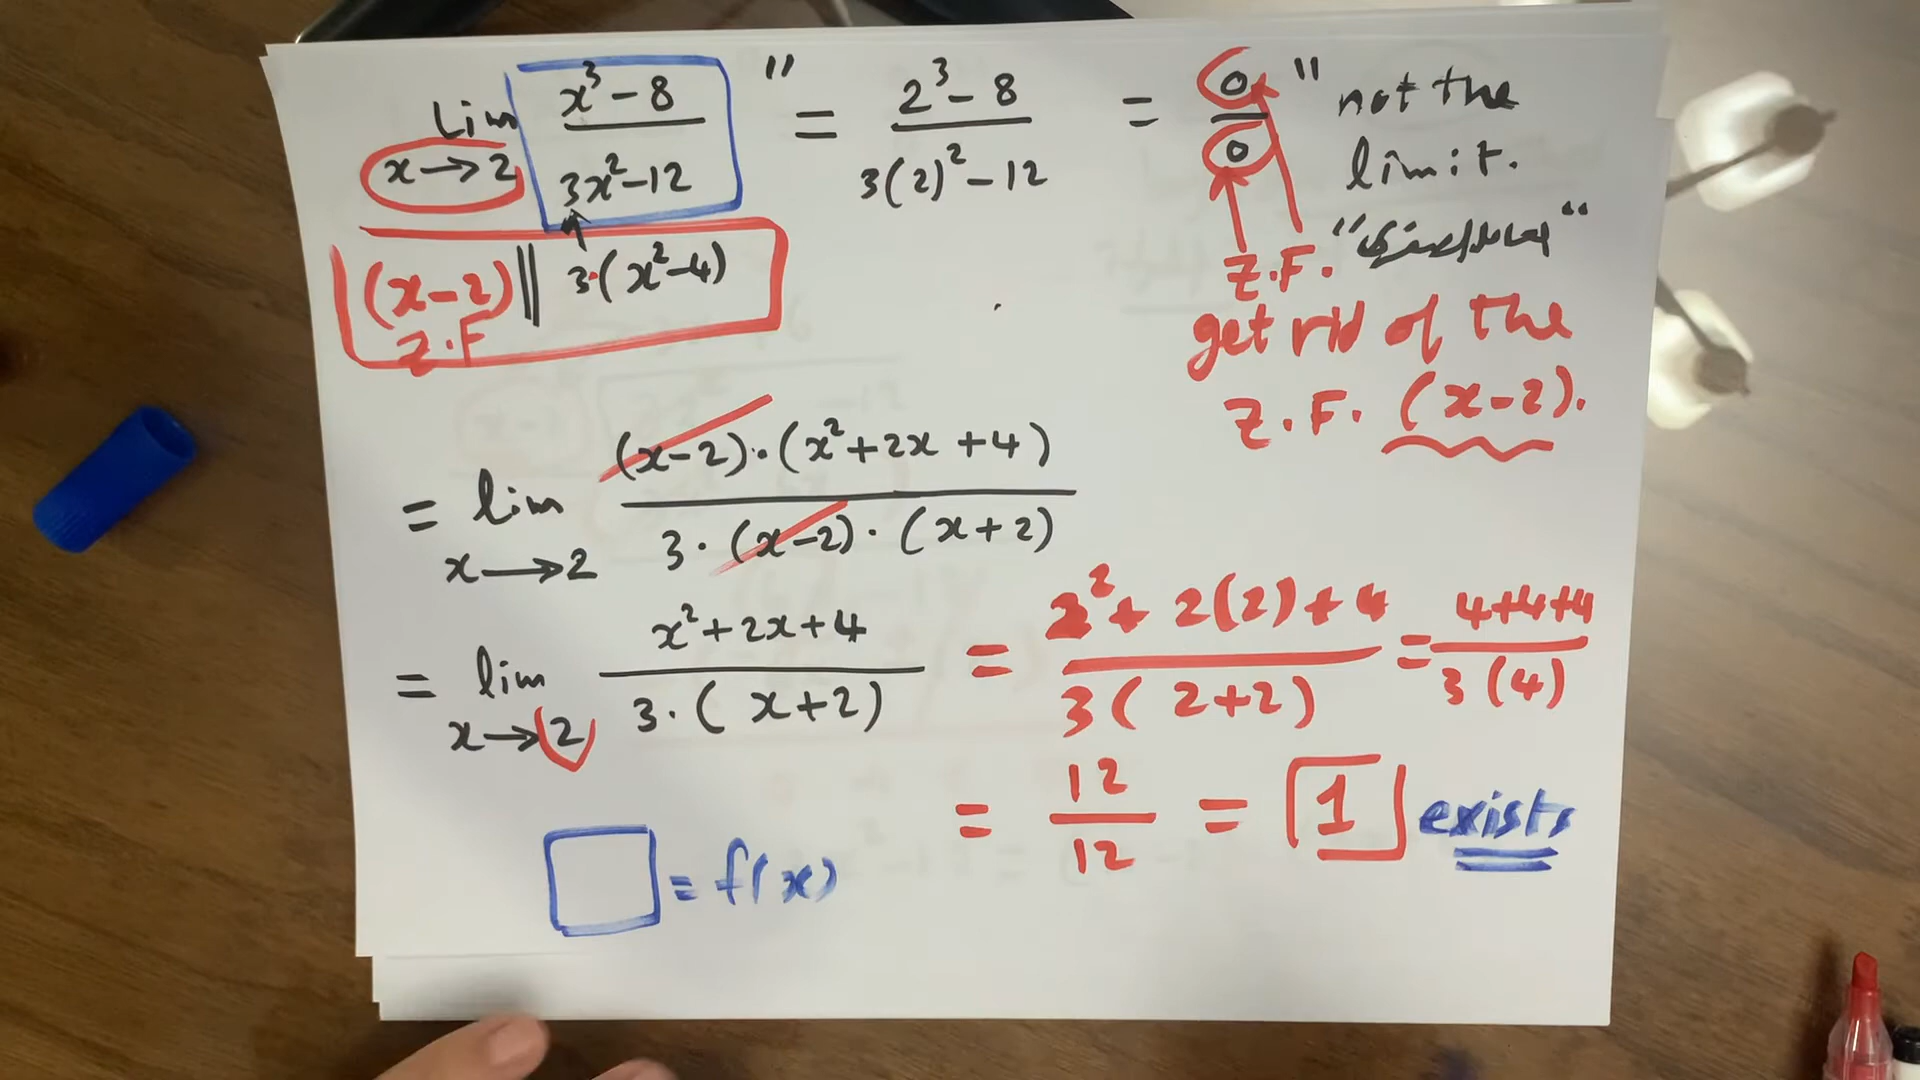 lim x→2 x³-8 / 3x²-12 " = 2³-8 / 3(2)²-12 = 0/0 " not the limit.
(x-2) || 3·(x²-4)
Z.F
Z.F.
get rid of the
Z.F. (x-2).
= lim x→2 (x-2)·(x²+2x+4) / 3·(x-2)·(x+2)
= lim x→2 x²+2x+4 / 3·(x+2) = 2²+2(2)+4 / 3(2+2) = 4+4+4 / 3(4)
= 12/12 = 1 exists
= f(x)